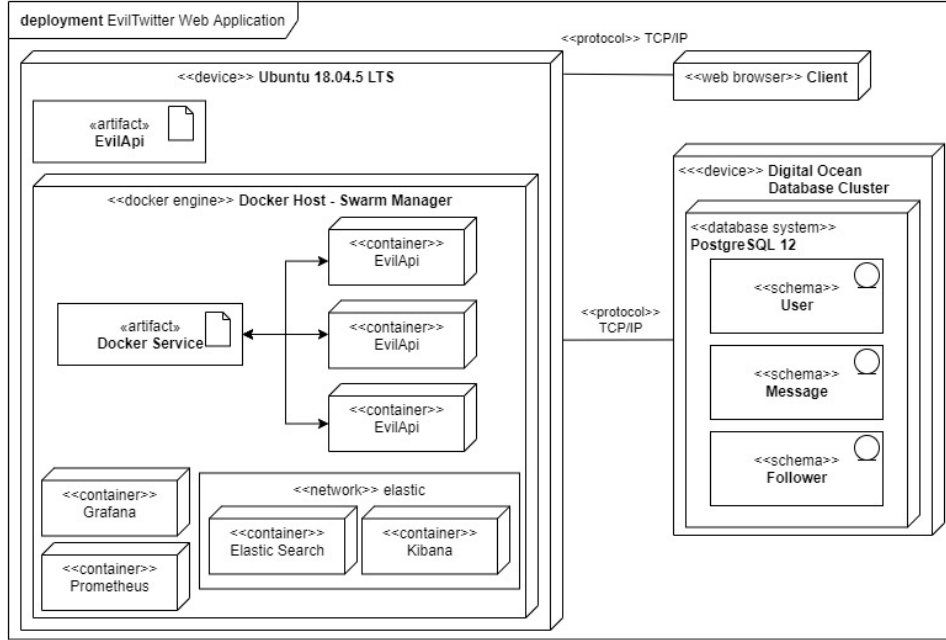 deployment EvilTwitter Web Application
<<protocol>> TCP/IP
<<device>> Ubuntu 18.04.5 LTS
<<web browser>> Client
«artifact»
EvilApi
<<<device>> Digital Ocean
Database Cluster
<<docker engine>> Docker Host - Swarm Manager
<<database system>>
PostgreSQL 12
<<container>>
EvilApi
<<schema>>
User
«artifact»
Docker Service
<<container>>
EvilApi
<<protocol>>
TCP/IP
<<schema>>
Message
<<container>>
EvilApi
<<schema>>
Follower
<<container>>
Grafana
<<network>> elastic
<<container>>
Elastic Search
<<container>>
Kibana
<<container>>
Prometheus